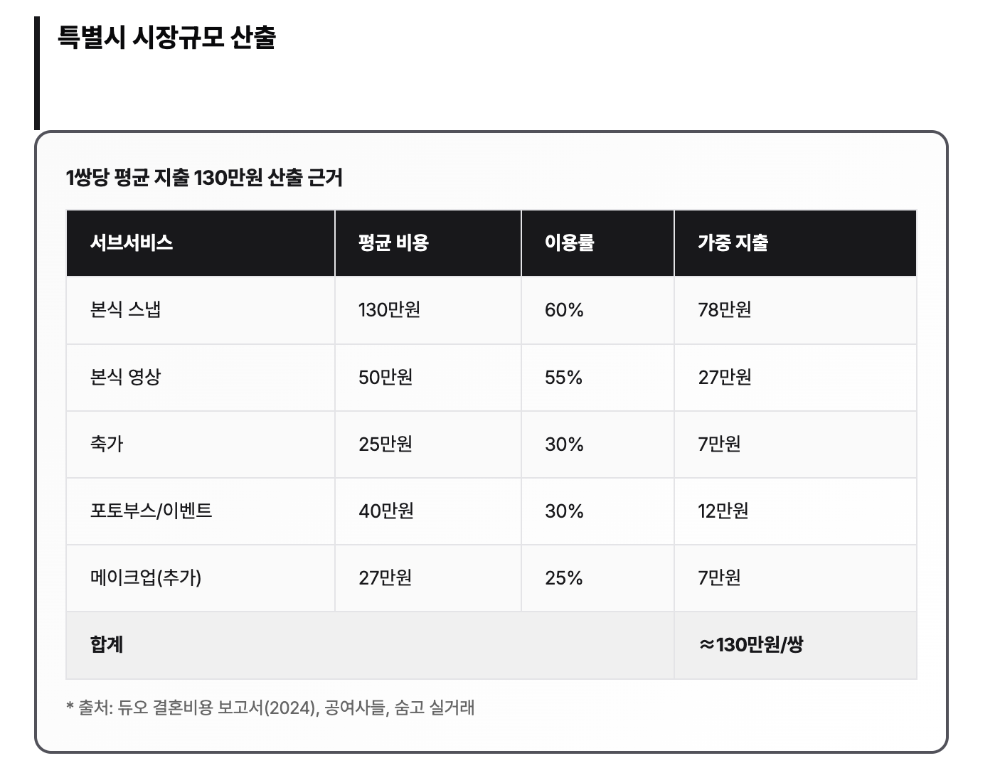 특별시 시장규모 산출
1쌍당 평균 지출 130만원 산출 근거
서브서비스 평균 비용 이용률 가중 지출
본식 스냅 130만원 60% 78만원
본식 영상 50만원 55% 27만원
축가 25만원 30% 7만원
포토부스/이벤트 40만원 30% 12만원
메이크업(추가) 27만원 25% 7만원
합계 ≈130만원/쌍
* 출처: 듀오 결혼비용 보고서(2024), 공여사들, 숨고 실거래